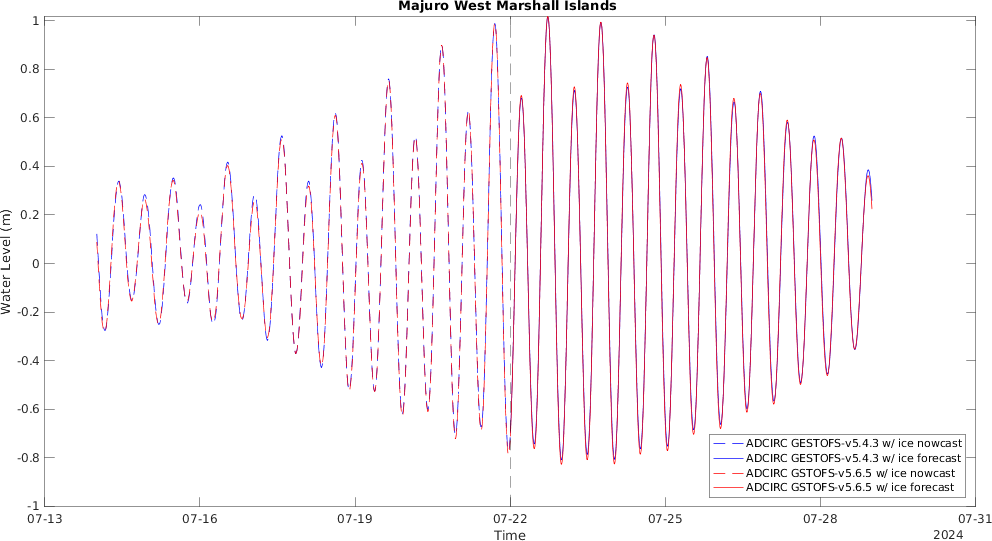 Majuro West Marshall Islands
1
0.8
0.6
0.4
0.2
0
-0.2
-0.4
-0.6
-0.8
-1
Water Level (m)
ADCIRC GESTOFS-v5.4.3 w/ ice nowcast
ADCIRC GESTOFS-v5.4.3 w/ ice forecast
ADCIRC GSTOFS-v5.6.5 w/ ice nowcast
ADCIRC GSTOFS-v5.6.5 w/ ice forecast
07-13 07-16 07-19 07-22 07-25 07-28 07-31
Time
2024